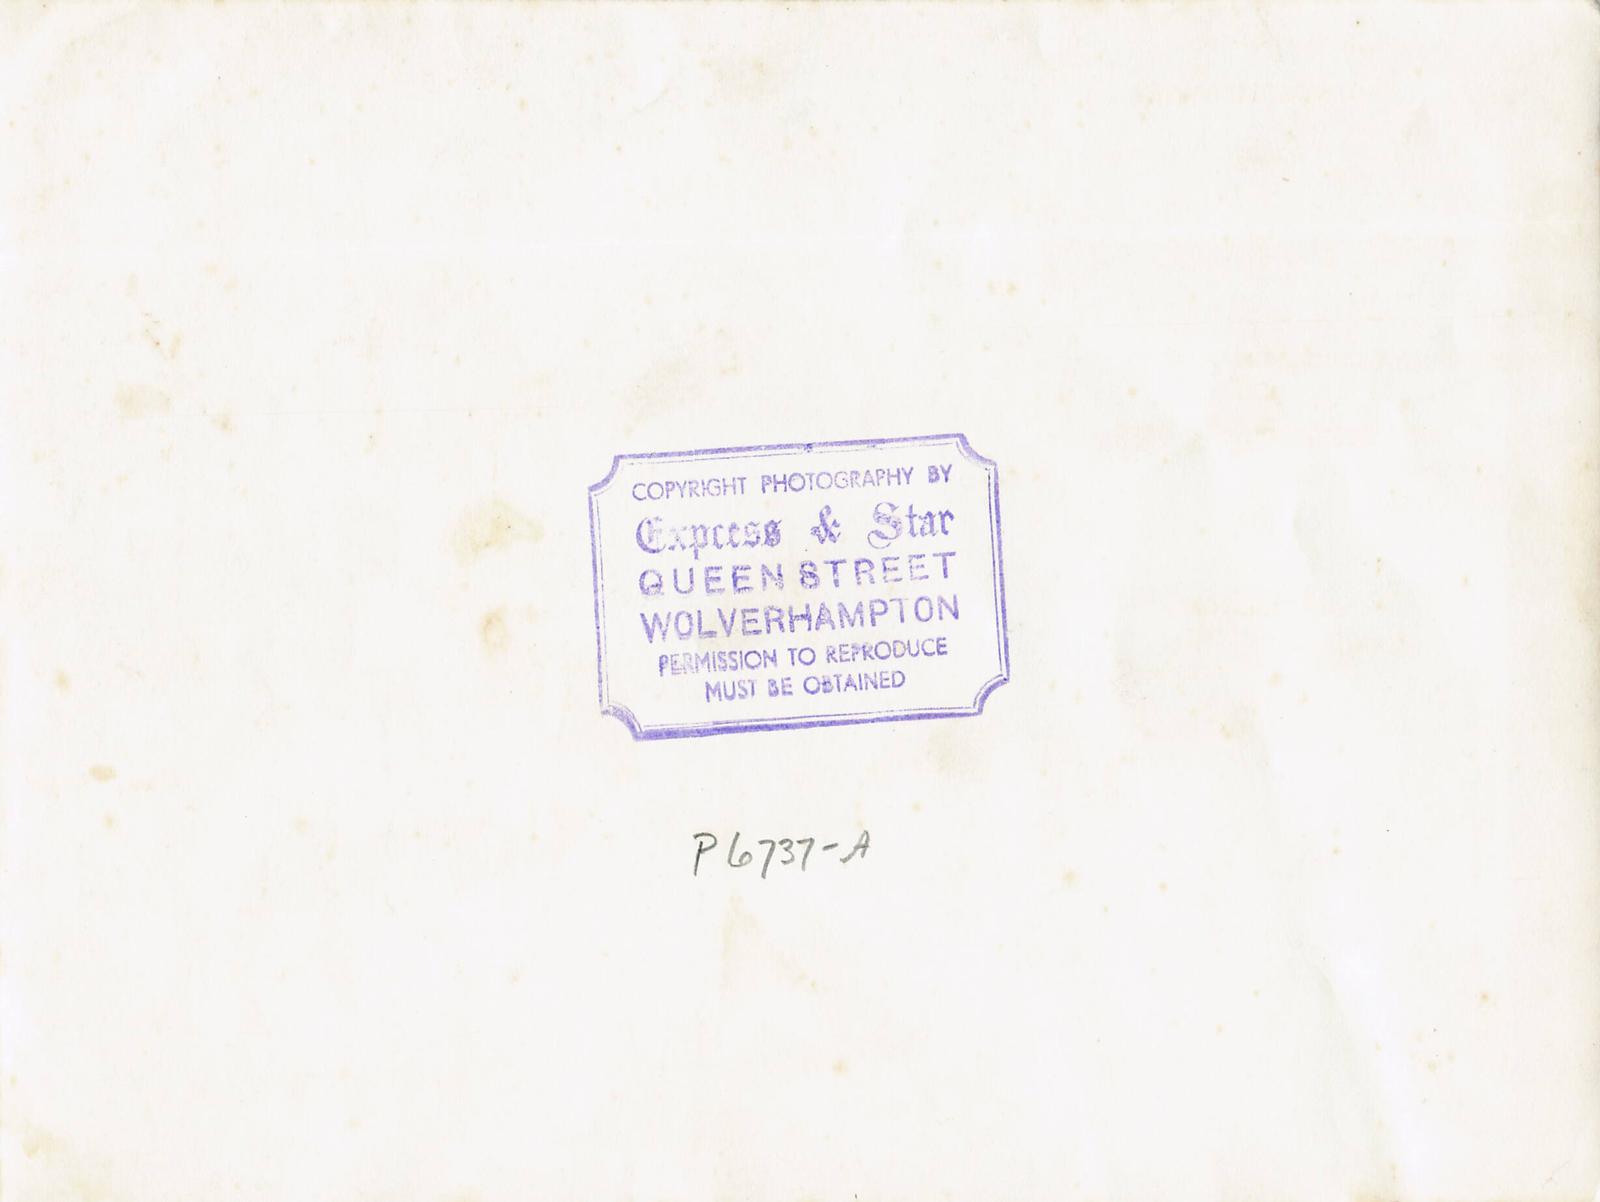 COPYRIGHT PHOTOGRAPHY BY
Express & Star
QUEEN STREET
WOLVERHAMPTON
PERMISSION TO REPRODUCE
MUST BE OBTAINED
P6737-A